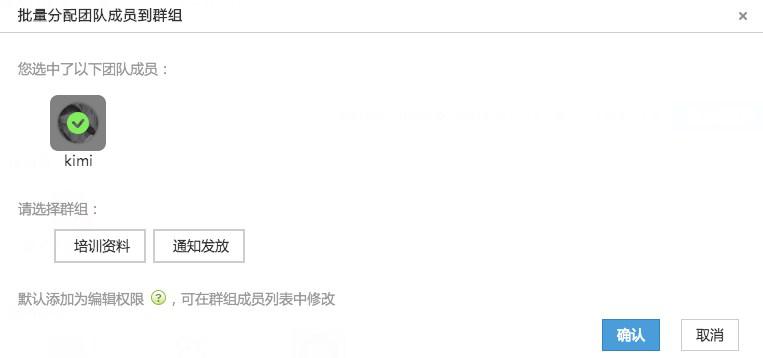 批量分配团队成员到群组 ×
您选中了以下团队成员：
kimi
请选择群组：
培训资料 通知发放
默认添加为编辑权限 ? ，可在群组成员列表中修改
确认 取消